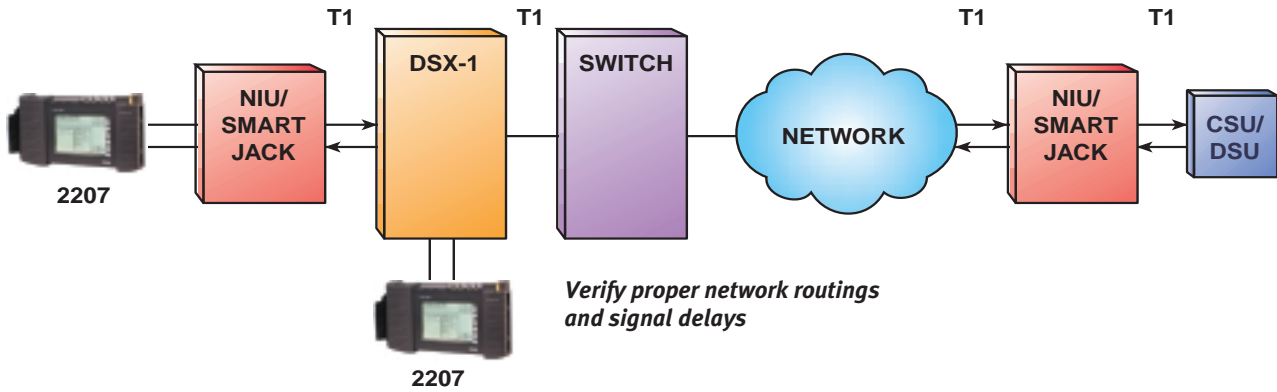 T1
T1
T1
T1
DSX-1
SWITCH
NIU/
SMART
JACK
NETWORK
NIU/
SMART
JACK
CSU/
DSU
2207
Verify proper network routings
and signal delays
2207